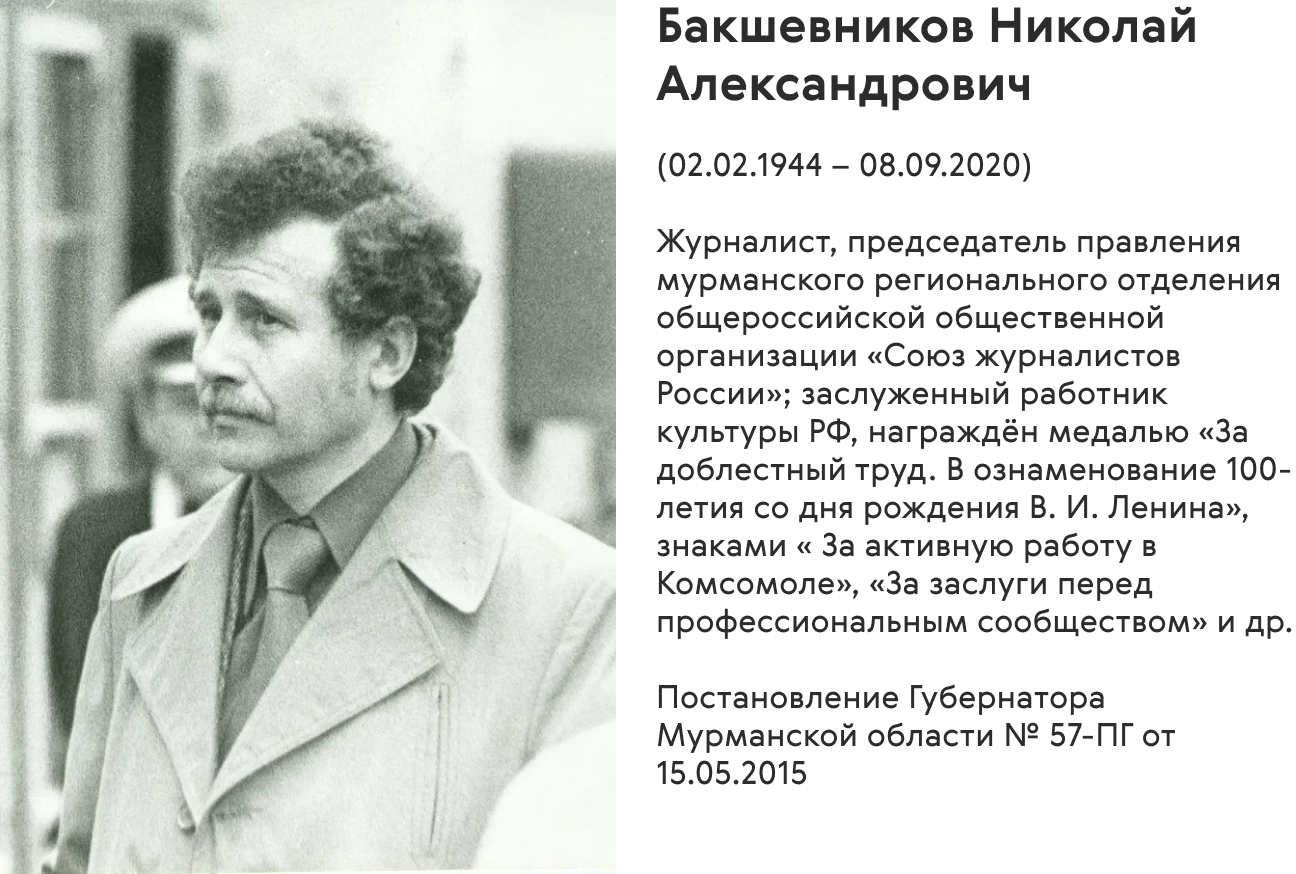 Бакшевников Николай
Александрович
(02.02.1944 – 08.09.2020)
Журналист, председатель правления
мурманского регионального отделения
общероссийской общественной
организации «Союз журналистов
России»; заслуженный работник
культуры РФ, награждён медалью «За
доблестный труд. В ознаменование 100-
летия со дня рождения В. И. Ленина»,
знаками « За активную работу в
Комсомоле», «За заслуги перед
профессиональным сообществом» и др.
Постановление Губернатора
Мурманской области № 57-ПГ от
15.05.2015